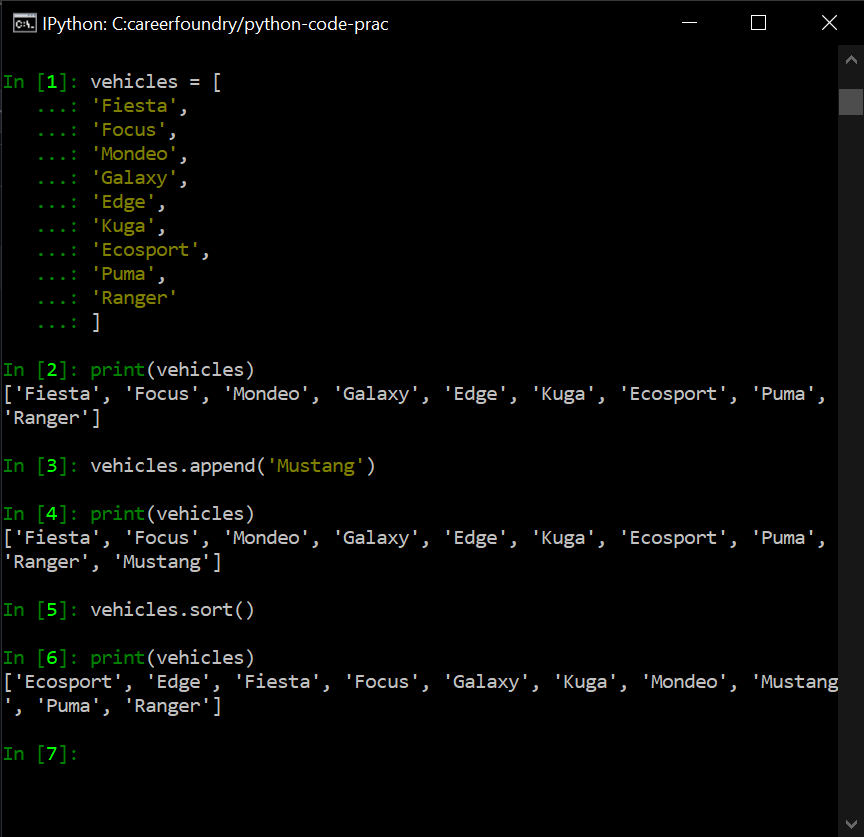 IPython: C:careerfoundry/python-code-prac
In [1]: vehicles = [
   ...: 'Fiesta',
   ...: 'Focus',
   ...: 'Mondeo',
   ...: 'Galaxy',
   ...: 'Edge',
   ...: 'Kuga',
   ...: 'Ecosport',
   ...: 'Puma',
   ...: 'Ranger'
   ...: ]
In [2]: print(vehicles)
['Fiesta', 'Focus', 'Mondeo', 'Galaxy', 'Edge', 'Kuga', 'Ecosport', 'Puma',
'Ranger']
In [3]: vehicles.append('Mustang')
In [4]: print(vehicles)
['Fiesta', 'Focus', 'Mondeo', 'Galaxy', 'Edge', 'Kuga', 'Ecosport', 'Puma',
'Ranger', 'Mustang']
In [5]: vehicles.sort()
In [6]: print(vehicles)
['Ecosport', 'Edge', 'Fiesta', 'Focus', 'Galaxy', 'Kuga', 'Mondeo', 'Mustang
', 'Puma', 'Ranger']
In [7]: